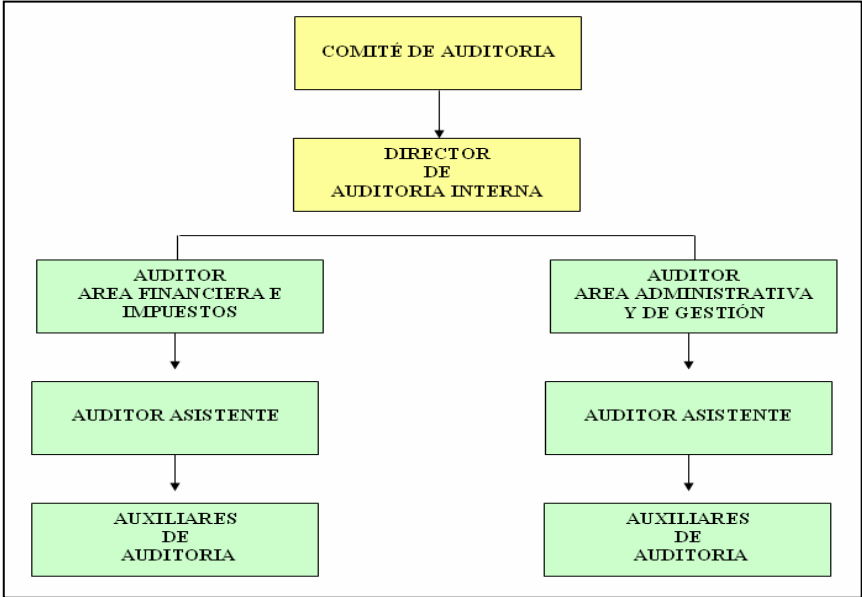 COMITÉ DE AUDITORIA
DIRECTOR
DE
AUDITORIA INTERNA
AUDITOR
AREA FINANCIERA E
IMPUESTOS
AUDITOR
AREA ADMINISTRATIVA
Y DE GESTIÓN
AUDITOR ASISTENTE
AUDITOR ASISTENTE
AUXILIARES
DE
AUDITORIA
AUXILIARES
DE
AUDITORIA